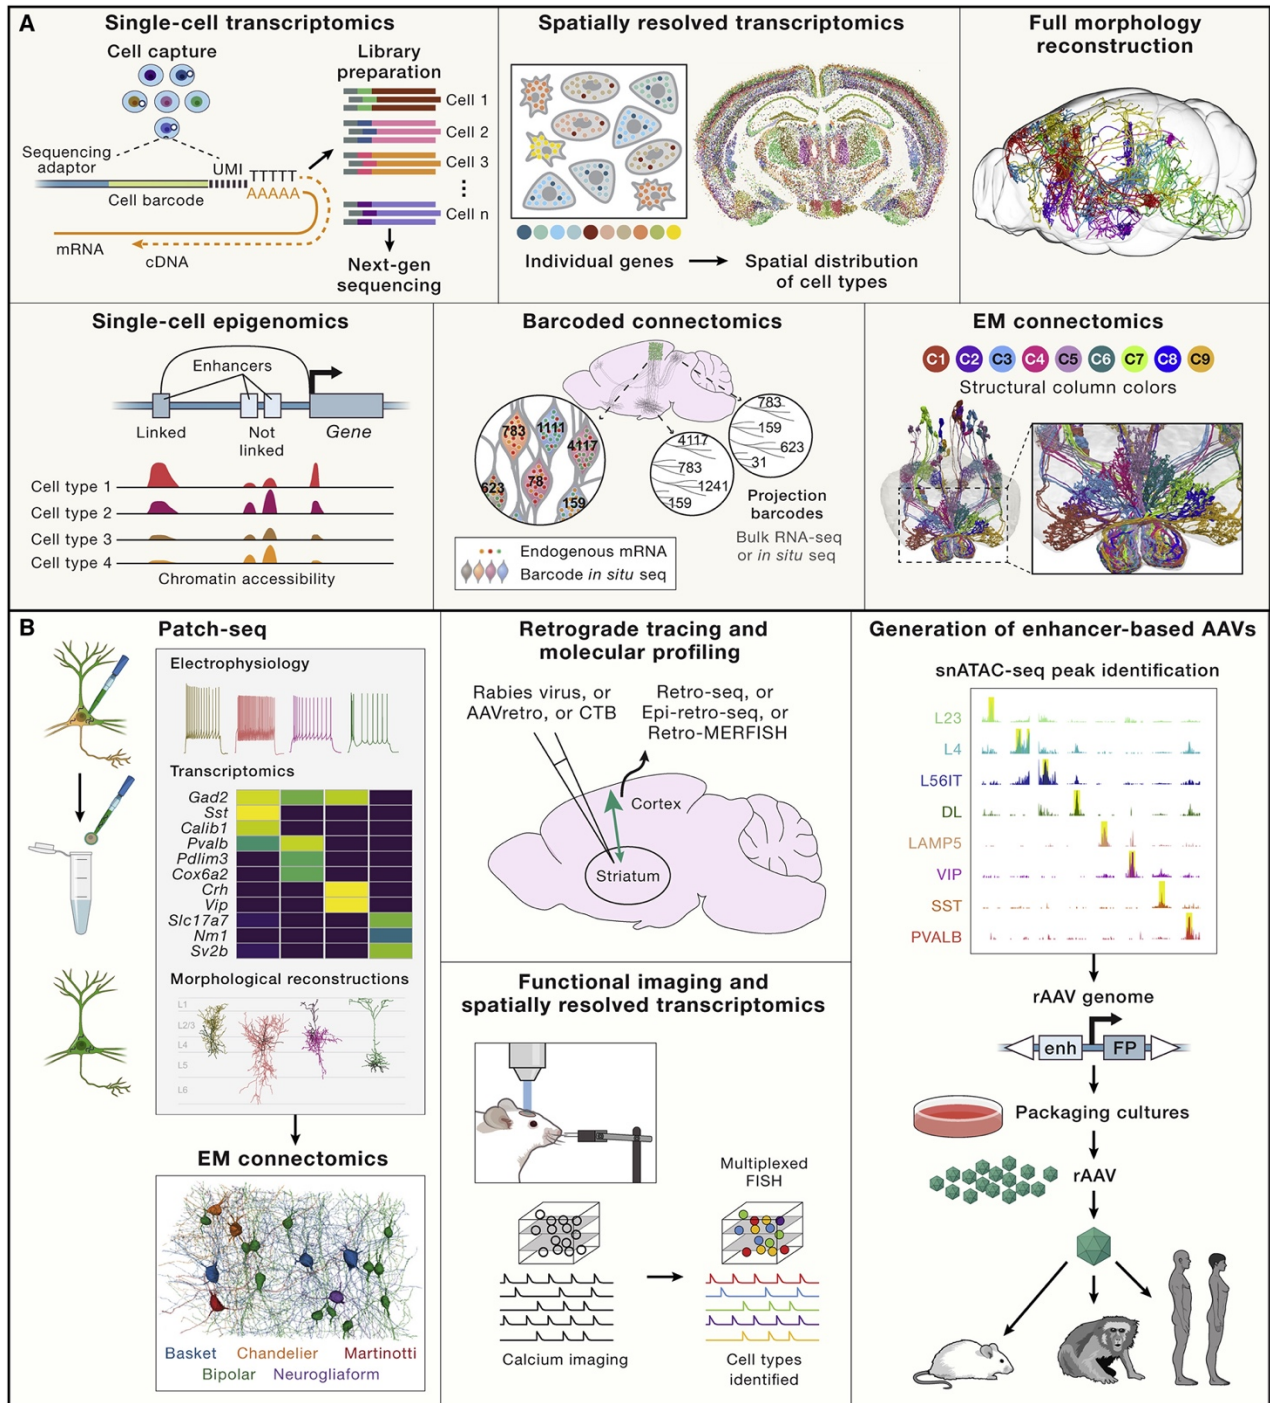 A
Single-cell transcriptomics
Cell capture
Library
preparation
Cell 1
Cell 2
Cell 3
Cell n
Sequencing
adaptor
UMI
TTTTT
AAAAA
Cell barcode
mRNA
cDNA
Next-gen
sequencing
Spatially resolved transcriptomics
Individual genes
Spatial distribution
of cell types
Full morphology
reconstruction
Single-cell epigenomics
Enhancers
Linked
Not
linked
Gene
Cell type 1
Cell type 2
Cell type 3
Cell type 4
Chromatin accessibility
Barcoded connectomics
783
1111
4117
623
78
159
4117
783
1241
159
783
159
623
31
Projection
barcodes
Bulk RNA-seq
or in situ seq
Endogenous mRNA
Barcode in situ seq
EM connectomics
C1 C2 C3 C4 C5 C6 C7 C8 C9
Structural column colors
B
Patch-seq
Electrophysiology
Transcriptomics
Gad2
Sst
Calib1
Pvalb
Pdlim3
Cox6a2
Crh
Vip
Slc17a7
Nm1
Sv2b
Morphological reconstructions
L1
L2/3
L4
L5
L6
EM connectomics
Basket Chandelier Martinotti
Bipolar Neurogliaform
Retrograde tracing and
molecular profiling
Rabies virus, or
AAVretro, or CTB
Retro-seq, or
Epi-retro-seq, or
Retro-MERFISH
Cortex
Striatum
Functional imaging and
spatially resolved transcriptomics
Multiplexed
FISH
Calcium imaging
Cell types
identified
Generation of enhancer-based AAVs
snATAC-seq peak identification
L23
L4
L56IT
DL
LAMP5
VIP
SST
PVALB
rAAV genome
enh
FP
Packaging cultures
rAAV